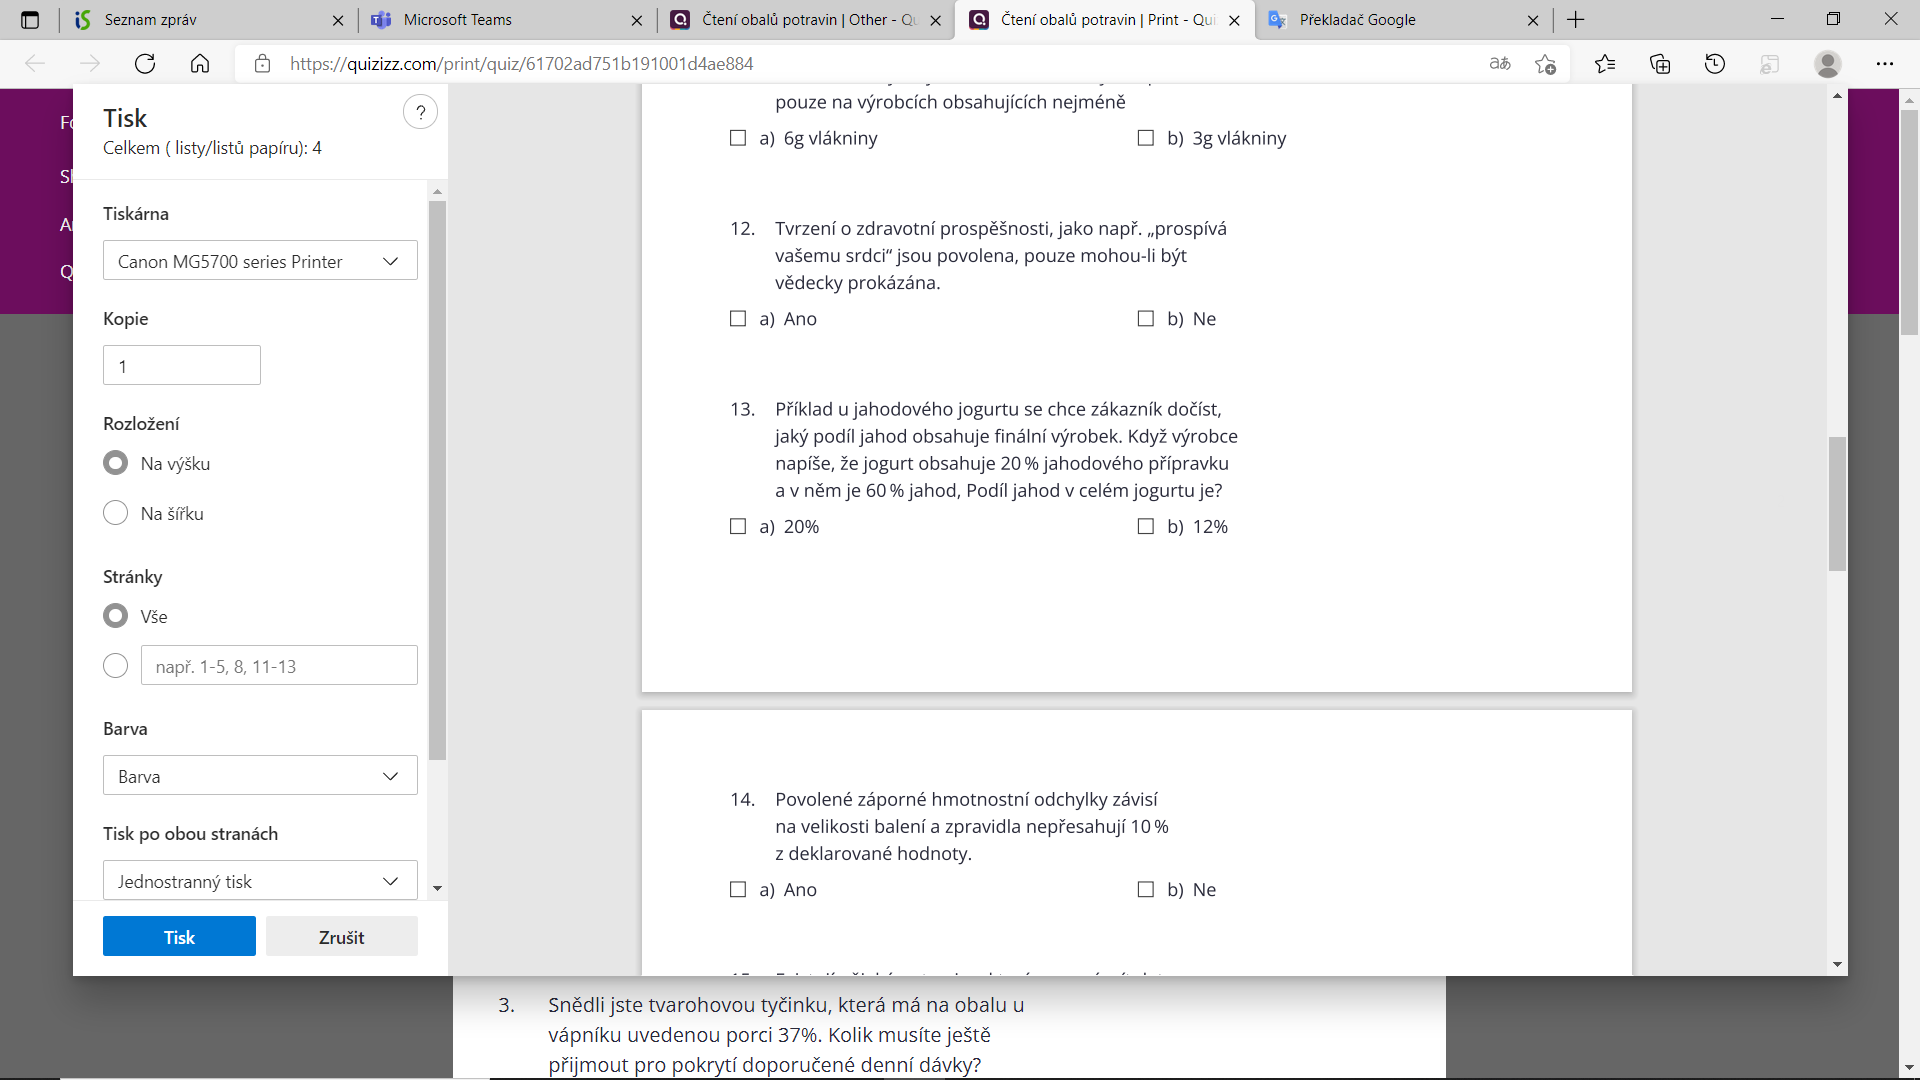 Seznam zpráv
Microsoft Teams
Čtení obalů potravin | Other - Qu
Čtení obalů potravin | Print - Qui
Překladač Google
https://quizizz.com/print/quiz/61702ad751b191001d4ae884
Tisk
?
Celkem ( listy/listů papíru): 4
Tiskárna
Canon MG5700 series Printer
Kopie
1
Rozložení
Na výšku
Na šířku
Stránky
Vše
např. 1-5, 8, 11-13
Barva
Barva
Tisk po obou stranách
Jednostranný tisk
Tisk
Zrušit
pouze na výrobcích obsahujících nejméně
a) 6g vlákniny
b) 3g vlákniny
12. Tvrzení o zdravotní prospěšnosti, jako např. „prospívá
vašemu srdci“ jsou povolena, pouze mohou-li být
vědecky prokázána.
a) Ano
b) Ne
13. Příklad u jahodového jogurtu se chce zákazník dočíst,
jaký podíl jahod obsahuje finální výrobek. Když výrobce
napíše, že jogurt obsahuje 20 % jahodového přípravku
a v něm je 60 % jahod, Podíl jahod v celém jogurtu je?
a) 20%
b) 12%
14. Povolené záporné hmotnostní odchylky závisí
na velikosti balení a zpravidla nepřesahují 10 %
z deklarované hodnoty.
a) Ano
b) Ne
3. Snědli jste tvarohovou tyčinku, která má na obalu u
vápníku uvedenou porci 37%. Kolik musíte ještě
přijmout pro pokrytí doporučené denní dávky?